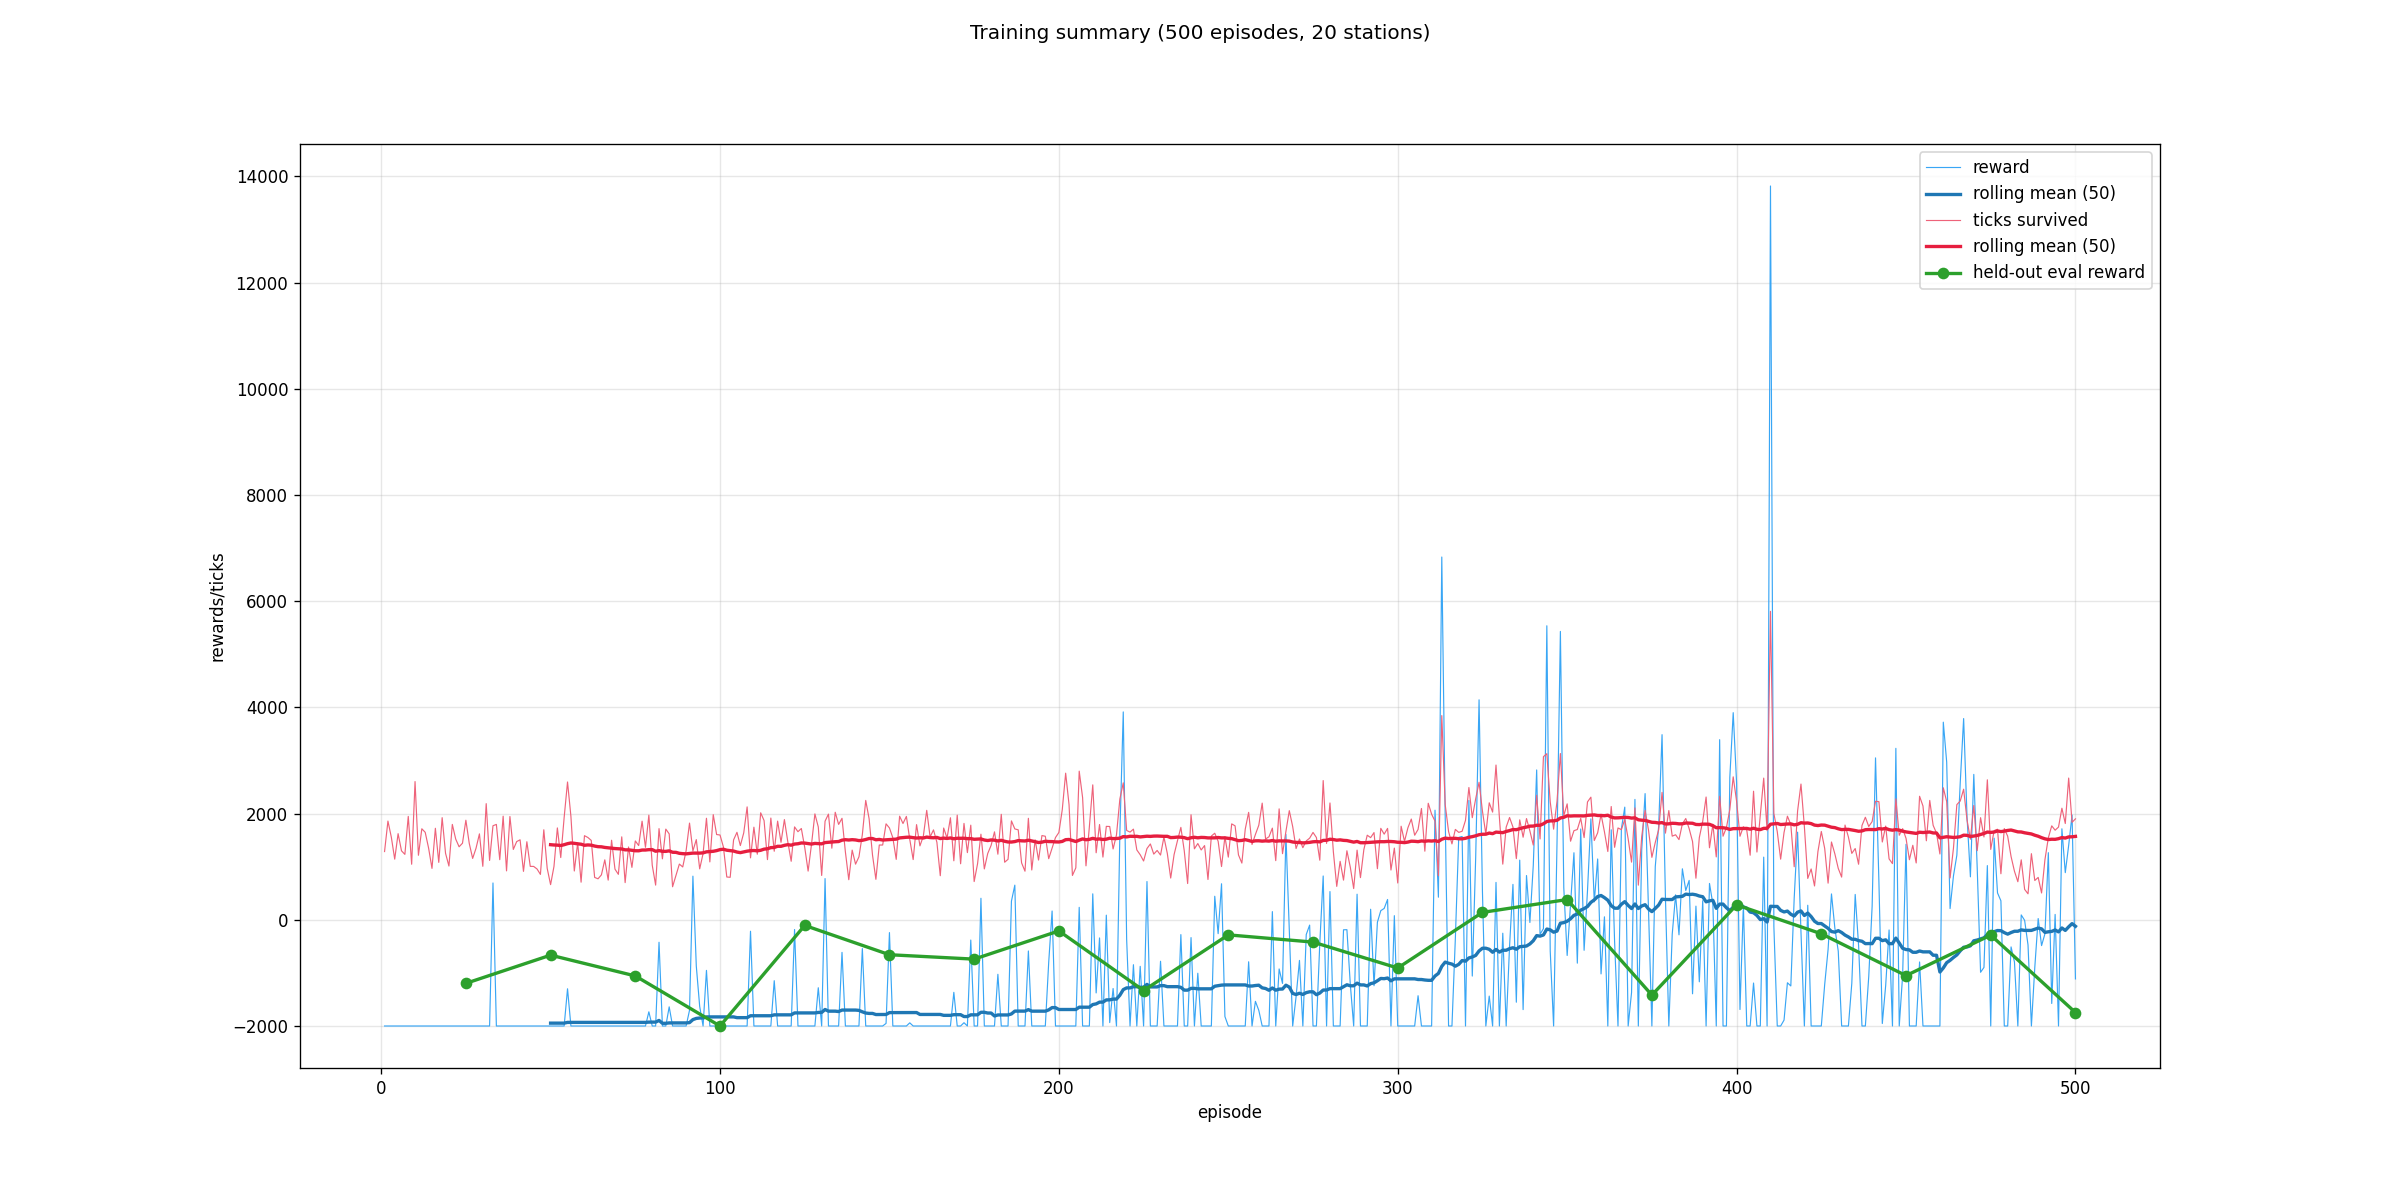 Training summary (500 episodes, 20 stations)
14000
12000
10000
8000
6000
4000
2000
0
−2000
rewards/ticks
reward
rolling mean (50)
ticks survived
rolling mean (50)
held-out eval reward
0
100
200
300
400
500
episode